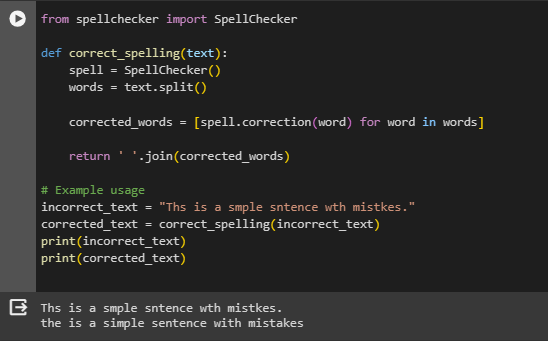 from spellchecker import SpellChecker

def correct_spelling(text):
    spell = SpellChecker()
    words = text.split()

    corrected_words = [spell.correction(word) for word in words]

    return ' '.join(corrected_words)

# Example usage
incorrect_text = "Ths is a smple sntence wth mistkes."
corrected_text = correct_spelling(incorrect_text)
print(incorrect_text)
print(corrected_text)

Ths is a smple sntence wth mistkes.
the is a simple sentence with mistakes